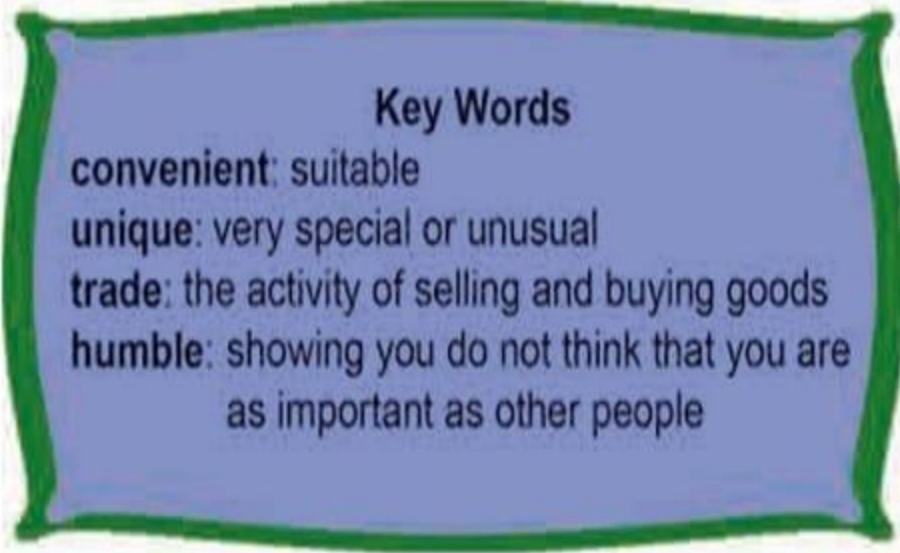 Key Words
convenient: suitable
unique: very special or unusual
trade: the activity of selling and buying goods
humble: showing you do not think that you are
as important as other people